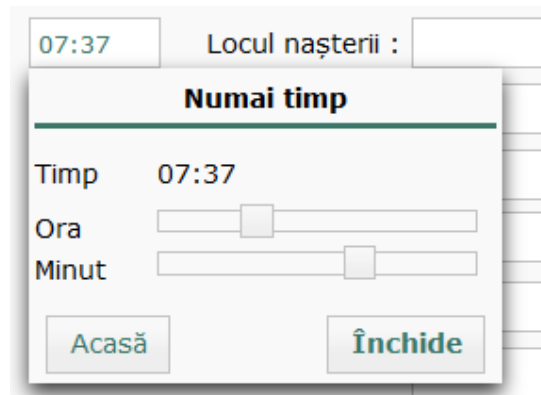 07:37 Locul nașterii :
Numai timp
Timp 07:37
Ora
Minut
Acasă Închide